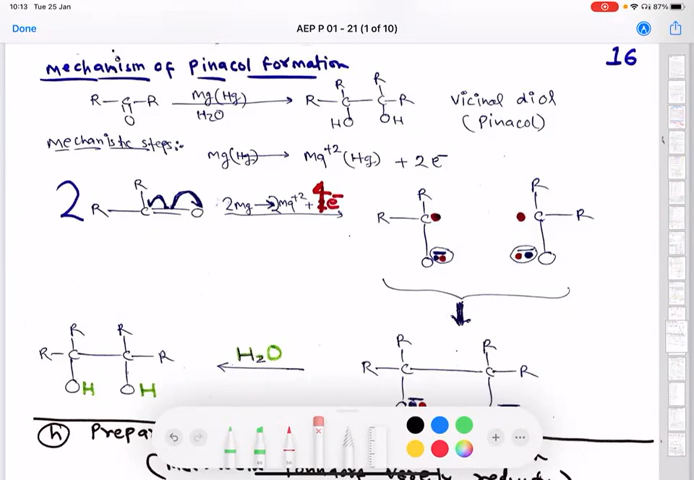 10:13 Tue 25 Jan
87%
Done
AEP P 01 - 21 (1 of 10)
Mechanism of Pinacol formation
16
R-C-R Mg(Hg) R-C-C-R
R R
O H2O HO OH
Vicinal diol
(Pinacol)
Mechanistic steps:-
Mg(Hg) → Mg+2(Hg) + 2e
2 R-C=O 2Mg→2Mg+2 + 4e
R
R-C C-R
R R
O O
R-C-C-R H2O R-C-C-R
R R R R
OH OH
(h) Prepa